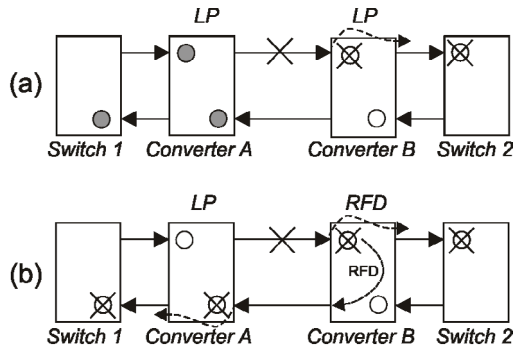 LP LP
(a)
Switch 1 Converter A Converter B Switch 2
LP RFD
(b) RFD
Switch 1 Converter A Converter B Switch 2